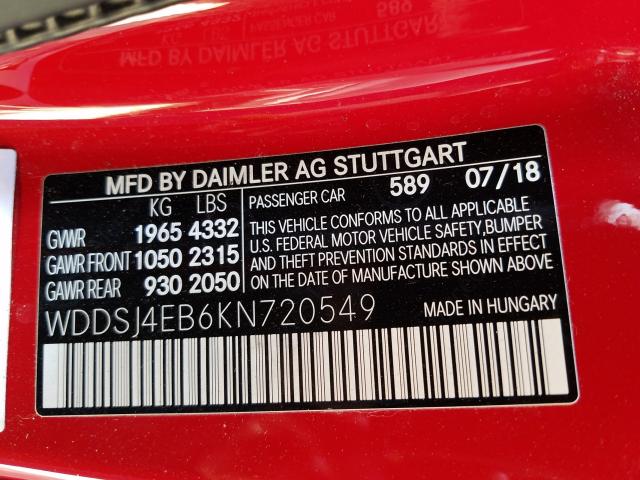 MFD BY DAIMLER AG STUTTGART
KG LBS
GVWR 1965 4332
GAWR FRONT 1050 2315
GAWR REAR 930 2050
PASSENGER CAR 589 07/18
THIS VEHICLE CONFORMS TO ALL APPLICABLE
U.S. FEDERAL MOTOR VEHICLE SAFETY,BUMPER
AND THEFT PREVENTION STANDARDS IN EFFECT
ON THE DATE OF MANUFACTURE SHOWN ABOVE
WDDSJ4EB6KN720549
MADE IN HUNGARY